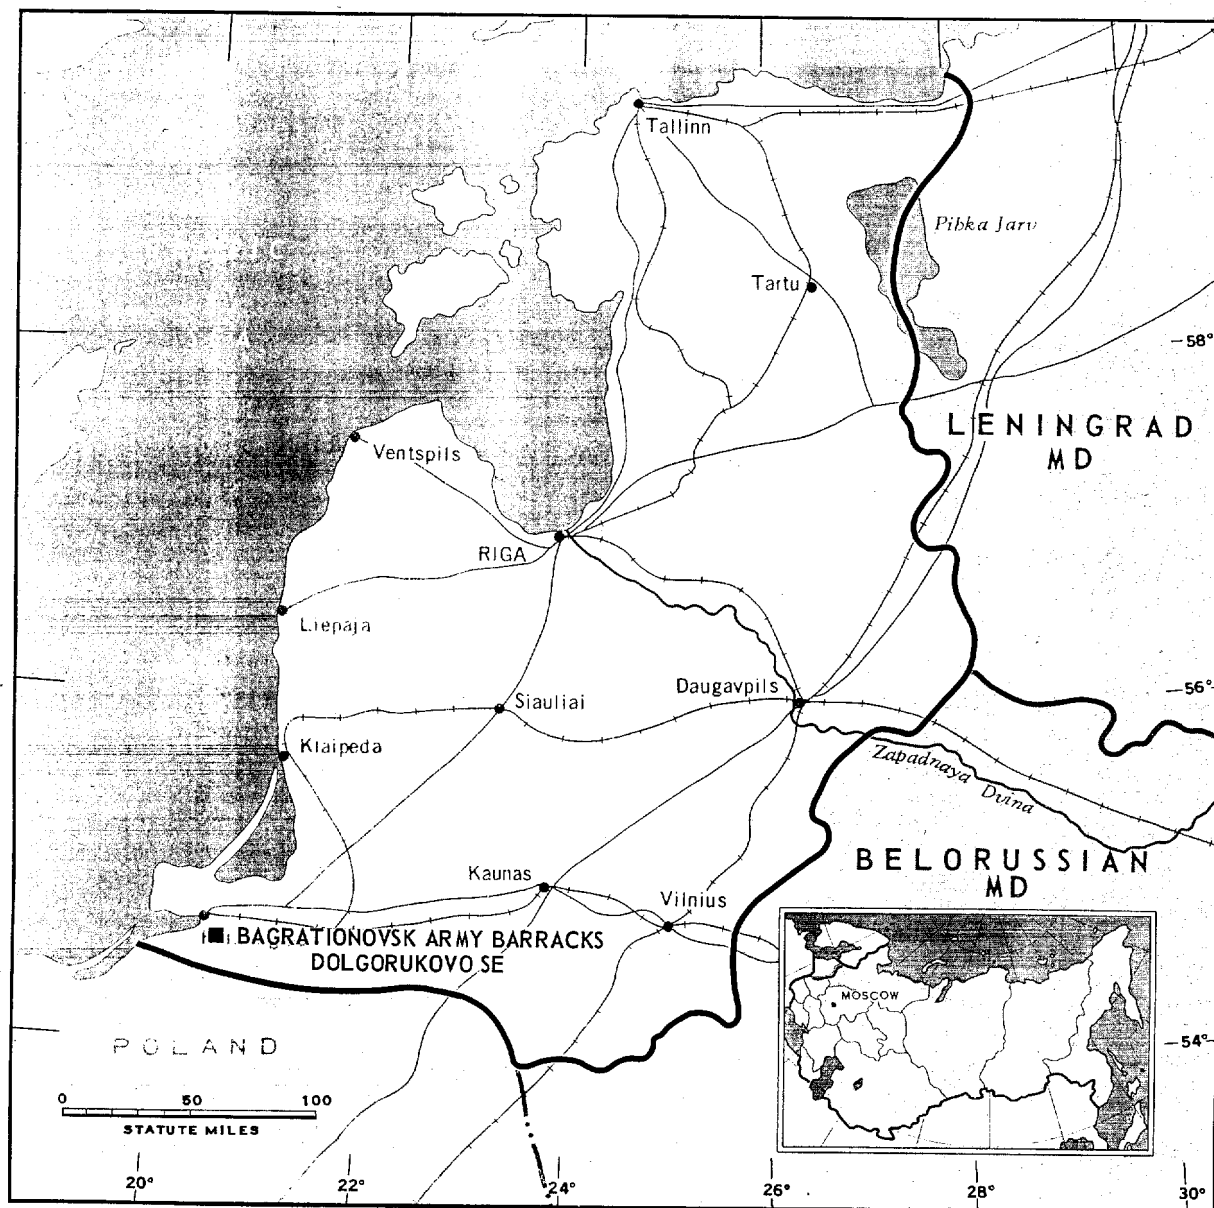 Tallinn
Pihka Jarv
Tartu
58°
LENINGRAD
MD
Ventspils
RIGA
Liepaja
Daugavpils
56°
Siauliai
Klaipeda
Zapadnaya Dvina
BELORUSSIAN
MD
Kaunas
Vilnius
BAGRATIONOVSK ARMY BARRACKS
DOLGORUKOVO SE
MOSCOW
POLAND
54°
0 50 100
STATUTE MILES
20° 22° 24° 26° 28° 30°